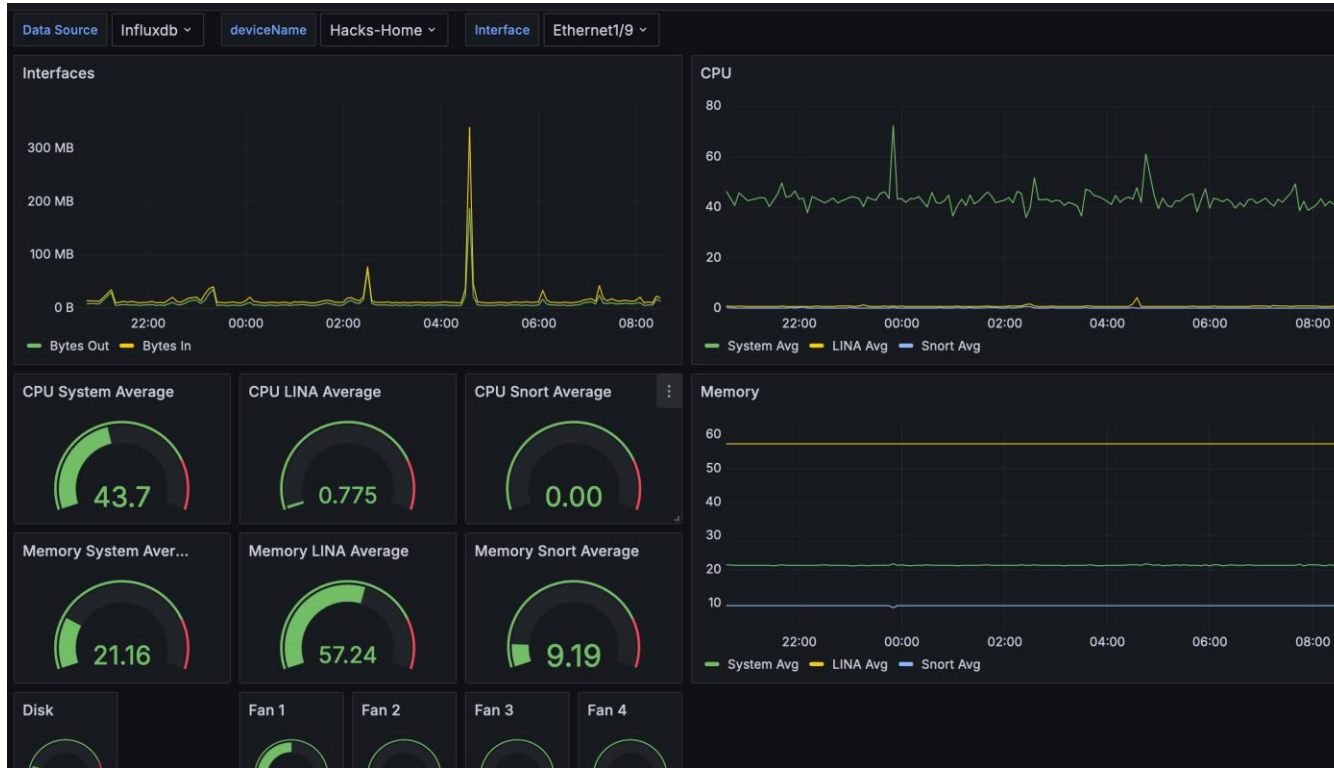 Data Source Influxdb deviceName Hacks-Home Interface Ethernet1/9
Interfaces
300 MB
200 MB
100 MB
0 B
22:00 00:00 02:00 04:00 06:00 08:00
Bytes Out Bytes In
CPU
80
60
40
20
0
22:00 00:00 02:00 04:00 06:00 08:00
System Avg LINA Avg Snort Avg
CPU System Average
43.7
CPU LINA Average
0.775
CPU Snort Average
0.00
Memory
60
50
40
30
20
10
22:00 00:00 02:00 04:00 06:00 08:00
System Avg LINA Avg Snort Avg
Memory System Aver...
21.16
Memory LINA Average
57.24
Memory Snort Average
9.19
Disk
Fan 1
Fan 2
Fan 3
Fan 4